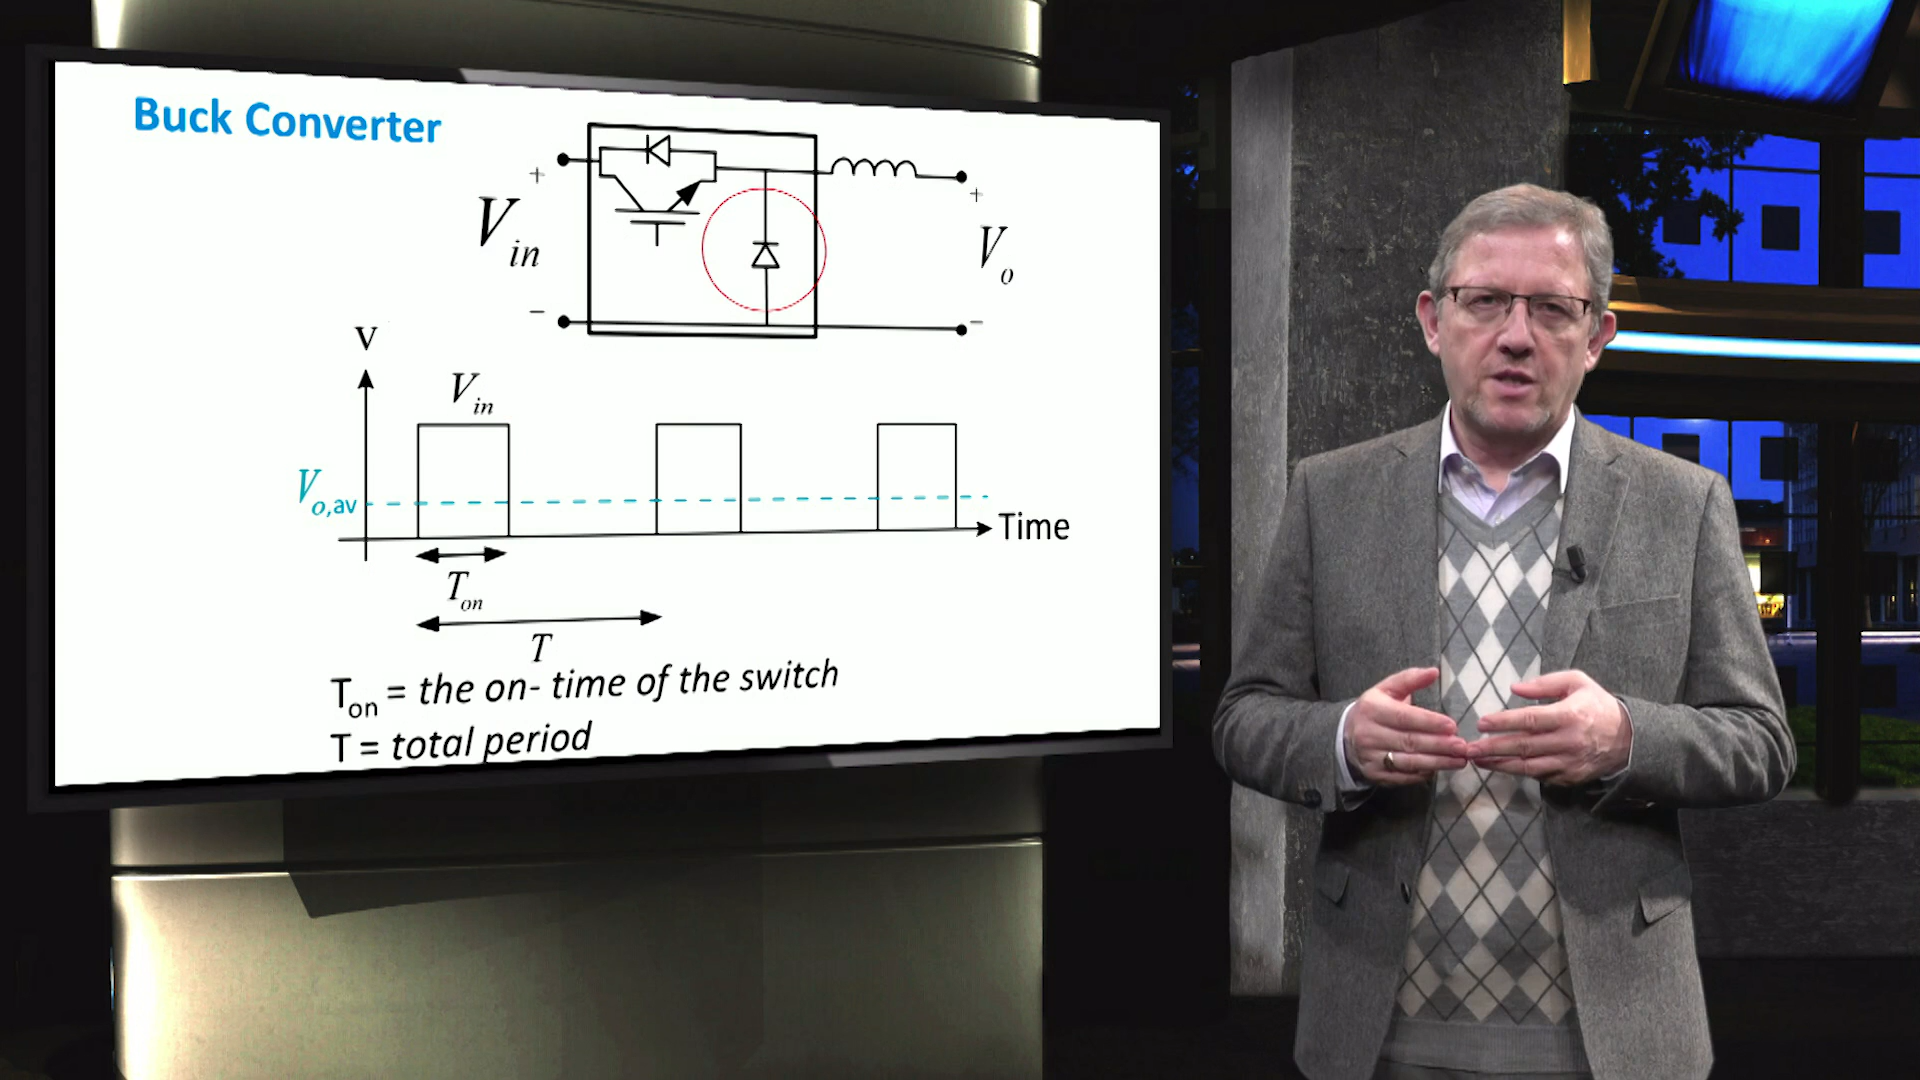 Buck Converter
+
+
V in
V o
−
−
V
V in
V o,av
Time
T on
T
T on = the on- time of the switch
T = total period